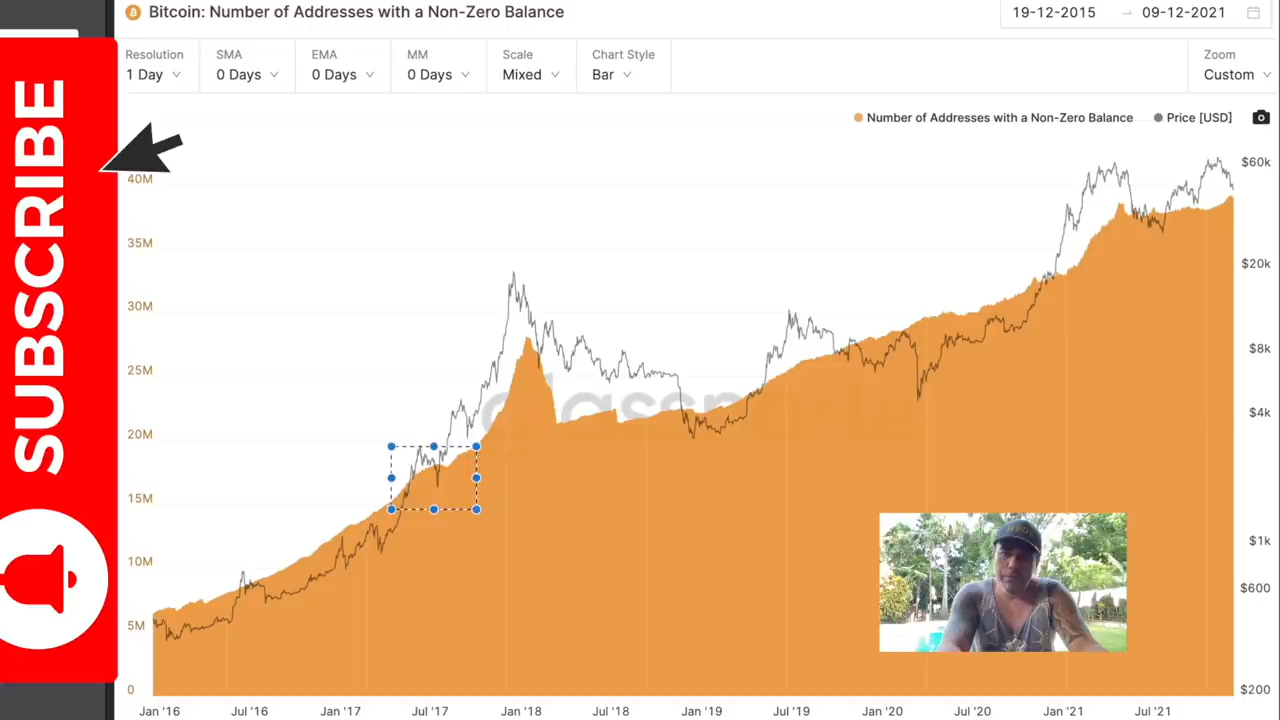 Bitcoin: Number of Addresses with a Non-Zero Balance
19-12-2015 → 09-12-2021
Resolution SMA EMA MM Scale Chart Style Zoom
1 Day 0 Days 0 Days 0 Days Mixed Bar Custom
Number of Addresses with a Non-Zero Balance Price [USD]
SUBSCRIBE
40M
35M
30M
25M
20M
15M
10M
5M
0
$60k
$20k
$8k
$4k
$1k
$600
$200
glassnode
Jan '16 Jul '16 Jan '17 Jul '17 Jan '18 Jul '18 Jan '19 Jul '19 Jan '20 Jul '20 Jan '21 Jul '21